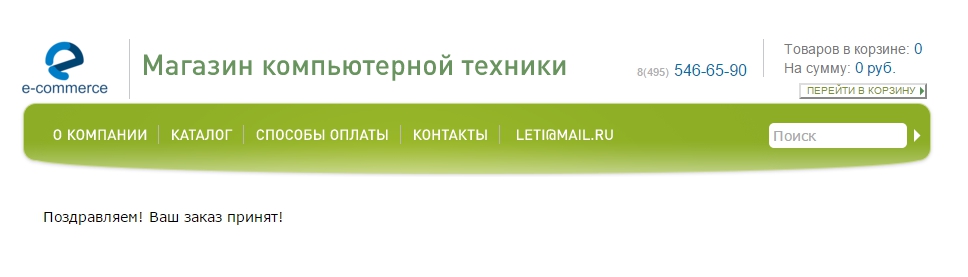 e-commerce
Магазин компьютерной техники
8(495) 546-65-90
Товаров в корзине: 0
На сумму: 0 руб.
ПЕРЕЙТИ В КОРЗИНУ
О КОМПАНИИ КАТАЛОГ СПОСОБЫ ОПЛАТЫ КОНТАКТЫ LETI@MAIL.RU
Поиск
Поздравляем! Ваш заказ принят!